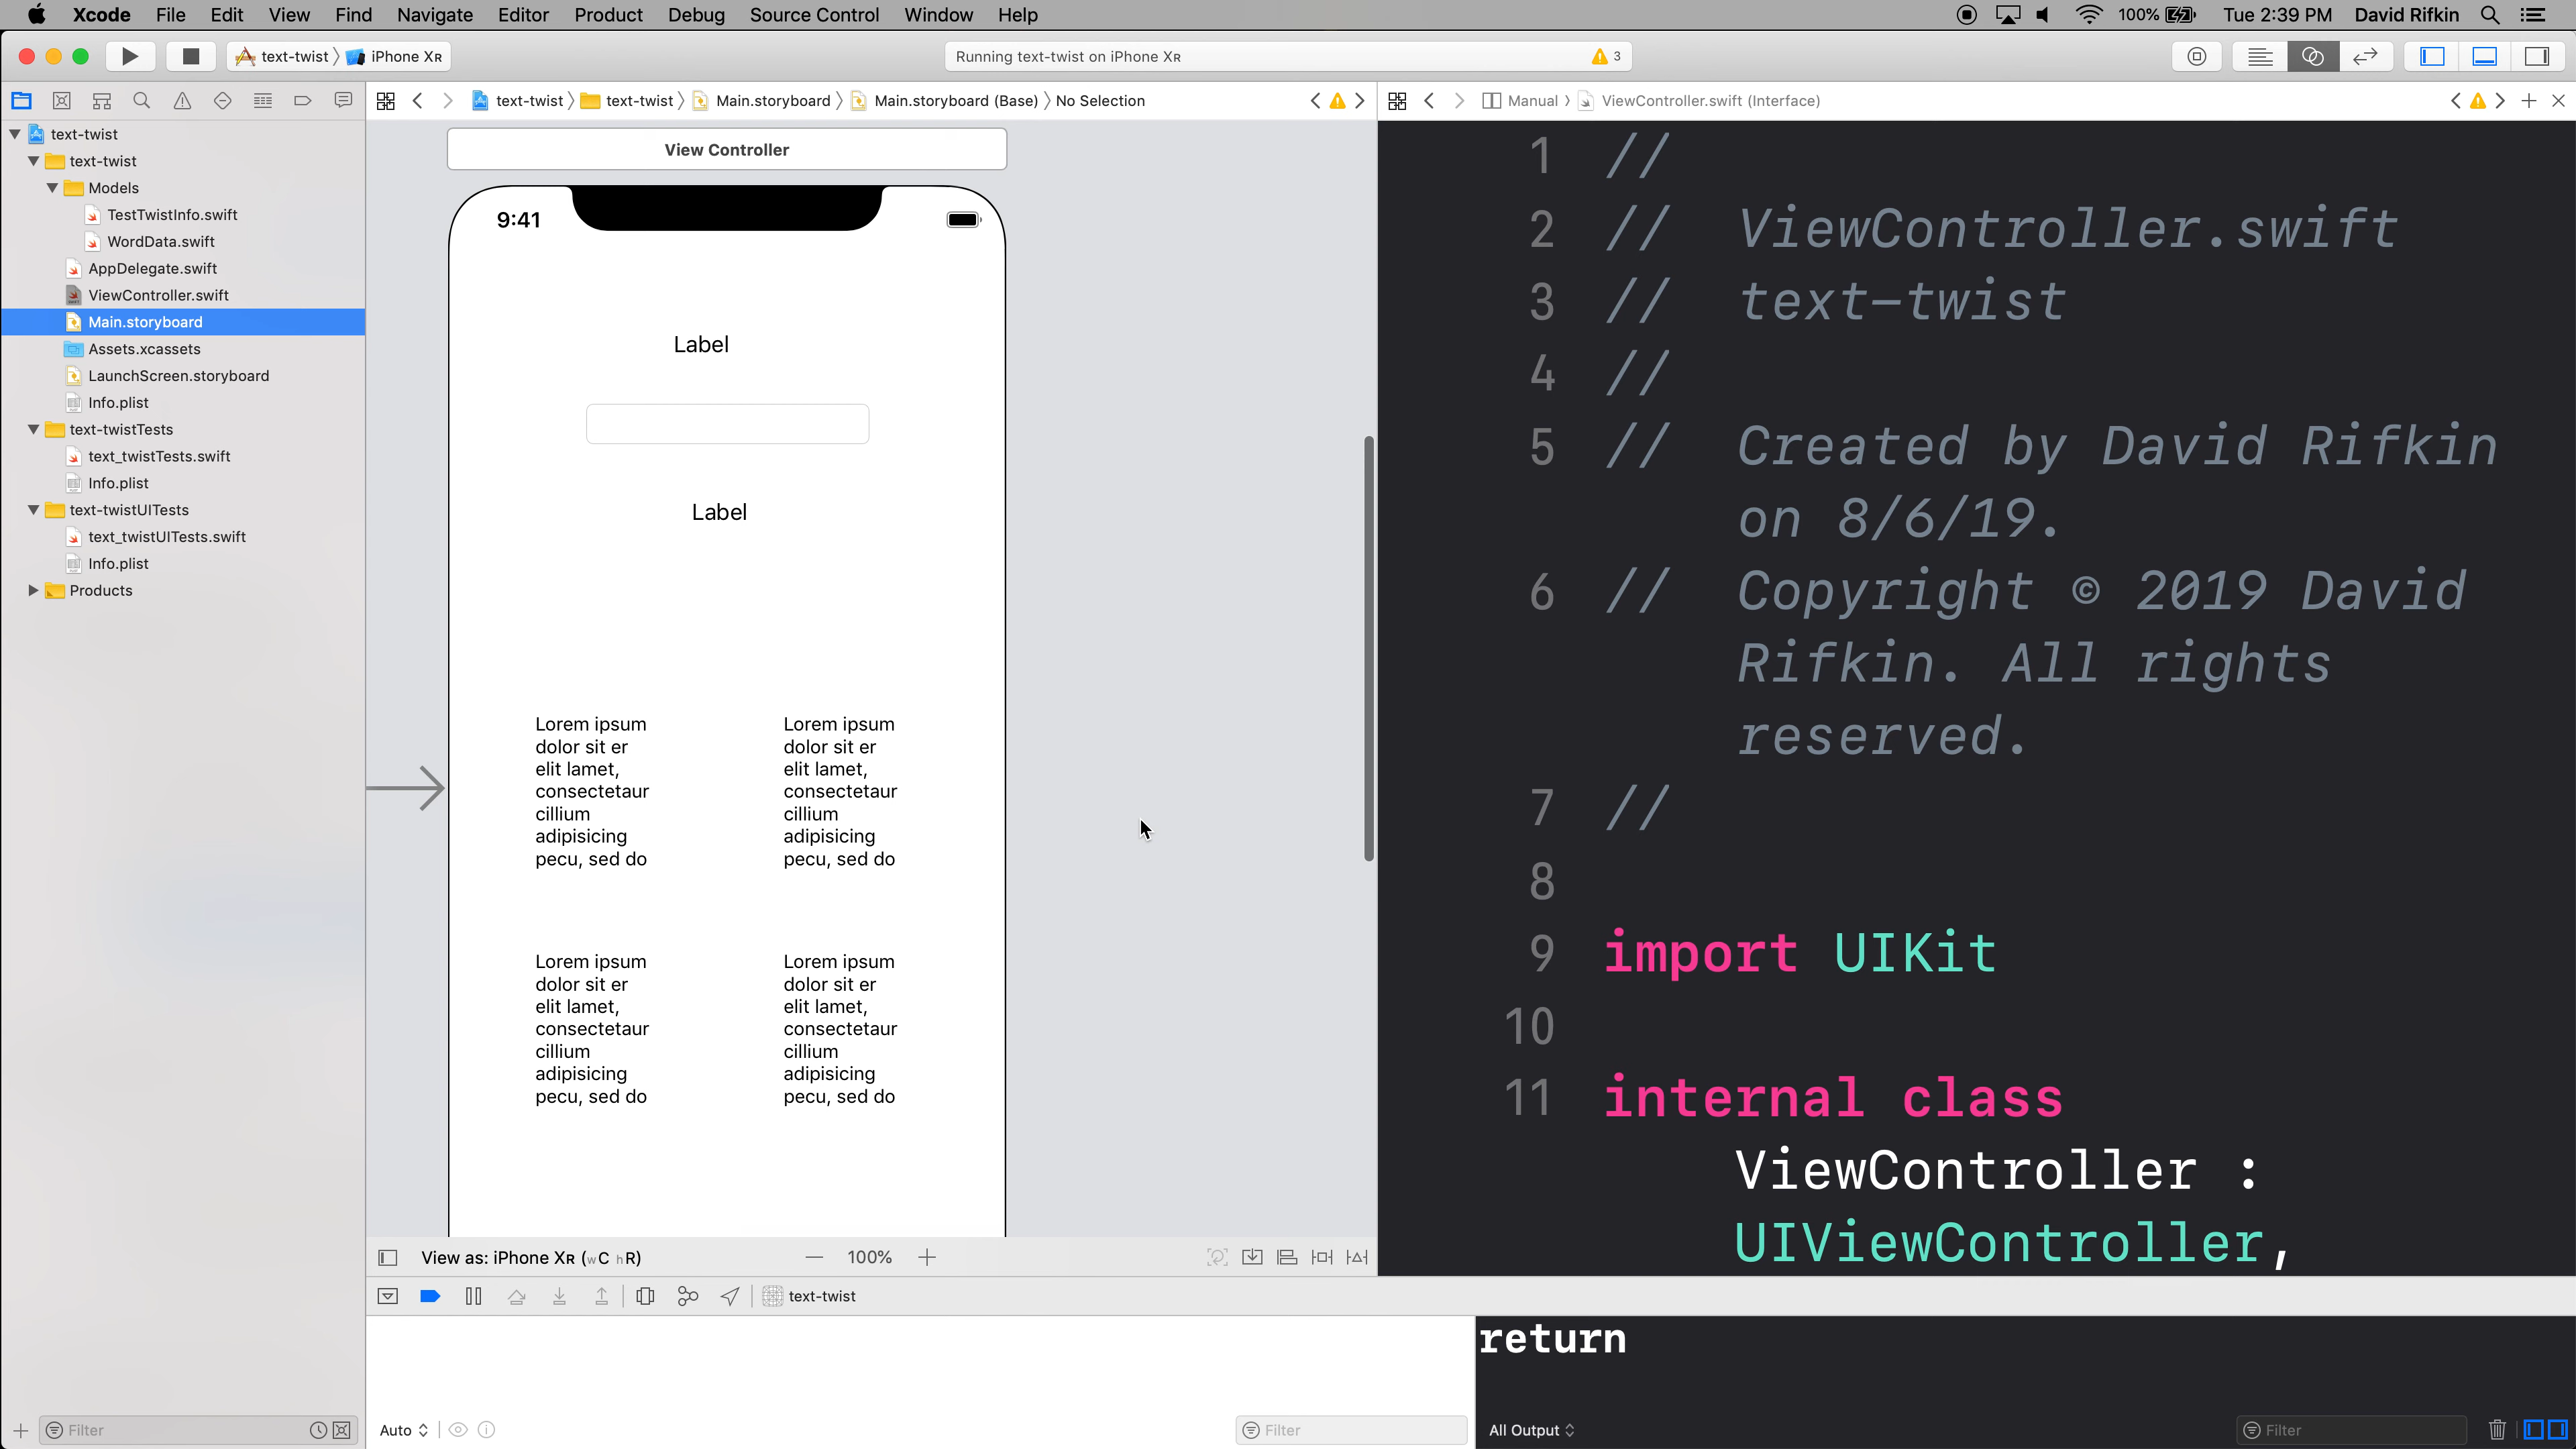 Xcode File Edit View Find Navigate Editor Product Debug Source Control Window Help 100% Tue 2:39 PM David Rifkin
text-twist iPhone XR
Running text-twist on iPhone XR 3
text-twist text-twist Main.storyboard Main.storyboard (Base) No Selection
Manual ViewController.swift (Interface)
text-twist
text-twist
Models
TestTwistInfo.swift
WordData.swift
AppDelegate.swift
ViewController.swift
Main.storyboard
Assets.xcassets
LaunchScreen.storyboard
Info.plist
text-twistTests
text_twistTests.swift
Info.plist
text-twistUITests
text_twistUITests.swift
Info.plist
Products
Filter
View Controller
9:41
Label
Label
Lorem ipsum
dolor sit er
elit lamet,
consectetaur
cillium
adipisicing
pecu, sed do
Lorem ipsum
dolor sit er
elit lamet,
consectetaur
cillium
adipisicing
pecu, sed do
Lorem ipsum
dolor sit er
elit lamet,
consectetaur
cillium
adipisicing
pecu, sed do
Lorem ipsum
dolor sit er
elit lamet,
consectetaur
cillium
adipisicing
pecu, sed do
View as: iPhone XR (wC hR) 100%
1 //
2 // ViewController.swift
3 // text-twist
4 //
5 // Created by David Rifkin
on 8/6/19.
6 // Copyright © 2019 David
Rifkin. All rights
reserved.
7 //
8
9 import UIKit
10
11 internal class
ViewController :
UIViewController,
text-twist
Auto Filter
return
All Output Filter